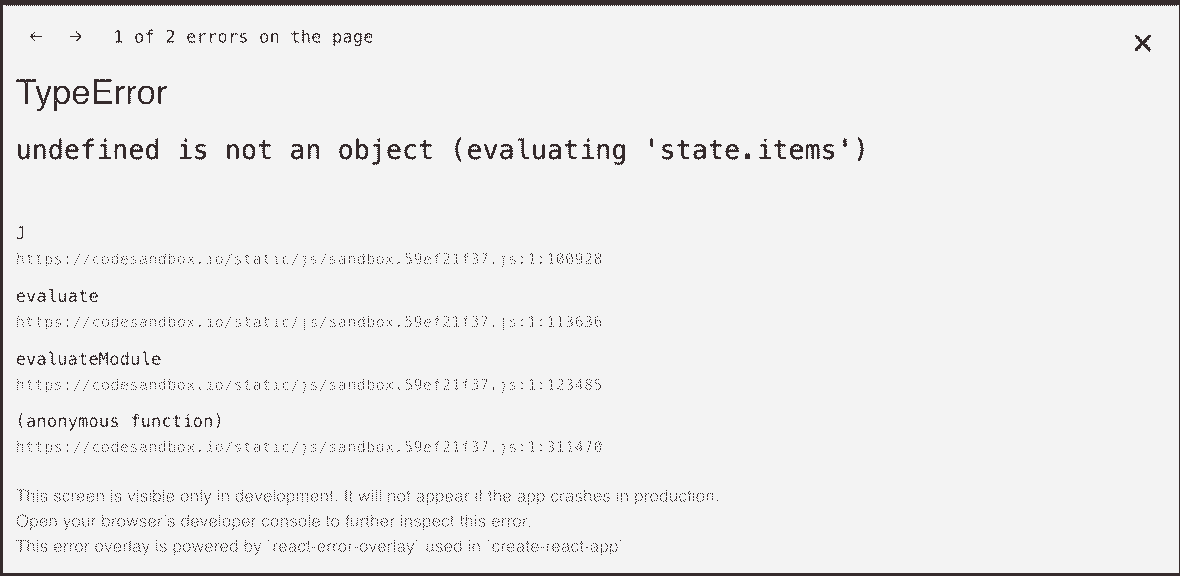 ← → 1 of 2 errors on the page
TypeError
undefined is not an object (evaluating 'state.items')
J
https://codesandbox.io/static/js/sandbox.59ef21f37.js:1:100928
evaluate
https://codesandbox.io/static/js/sandbox.59ef21f37.js:1:113636
evaluateModule
https://codesandbox.io/static/js/sandbox.59ef21f37.js:1:123485
(anonymous function)
https://codesandbox.io/static/js/sandbox.59ef21f37.js:1:311470
This screen is visible only in development. It will not appear if the app crashes in production.
Open your browser's developer console to further inspect this error.
This error overlay is powered by `react-error-overlay` used in `create-react-app`